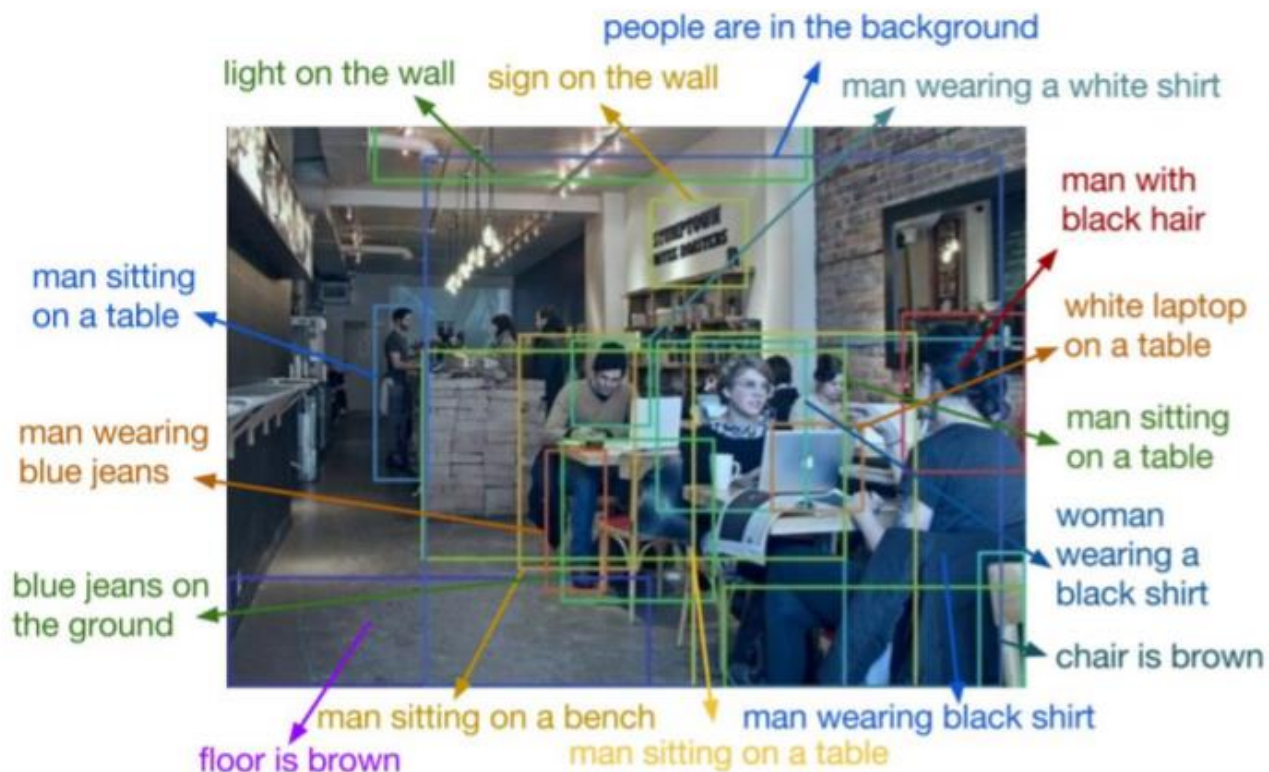 people are in the background
light on the wall
sign on the wall
man wearing a white shirt
man with
black hair
STUMPTOWN
COFFEE ROASTERS
man sitting
on a table
white laptop
on a table
man wearing
blue jeans
man sitting
on a table
woman
wearing a
black shirt
blue jeans on
the ground
chair is brown
man sitting on a bench
man wearing black shirt
man sitting on a table
floor is brown